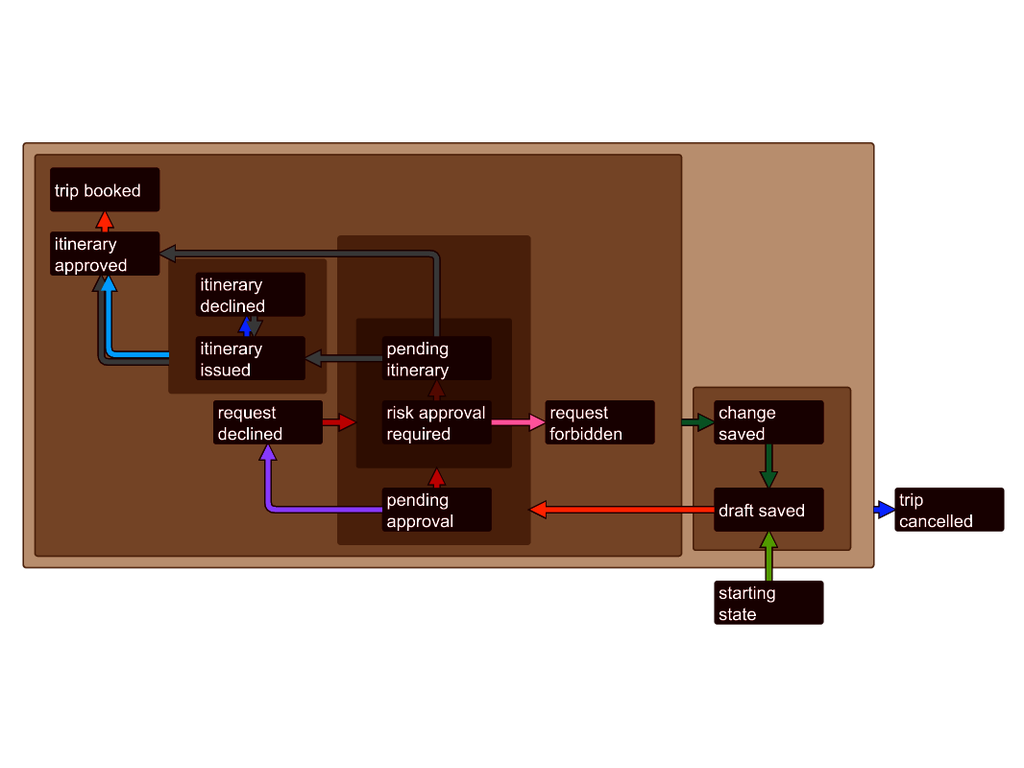 trip booked
itinerary
approved
itinerary
declined
itinerary
issued
pending
itinerary
request
declined
risk approval
required
request
forbidden
change
saved
pending
approval
draft saved
trip
cancelled
starting
state